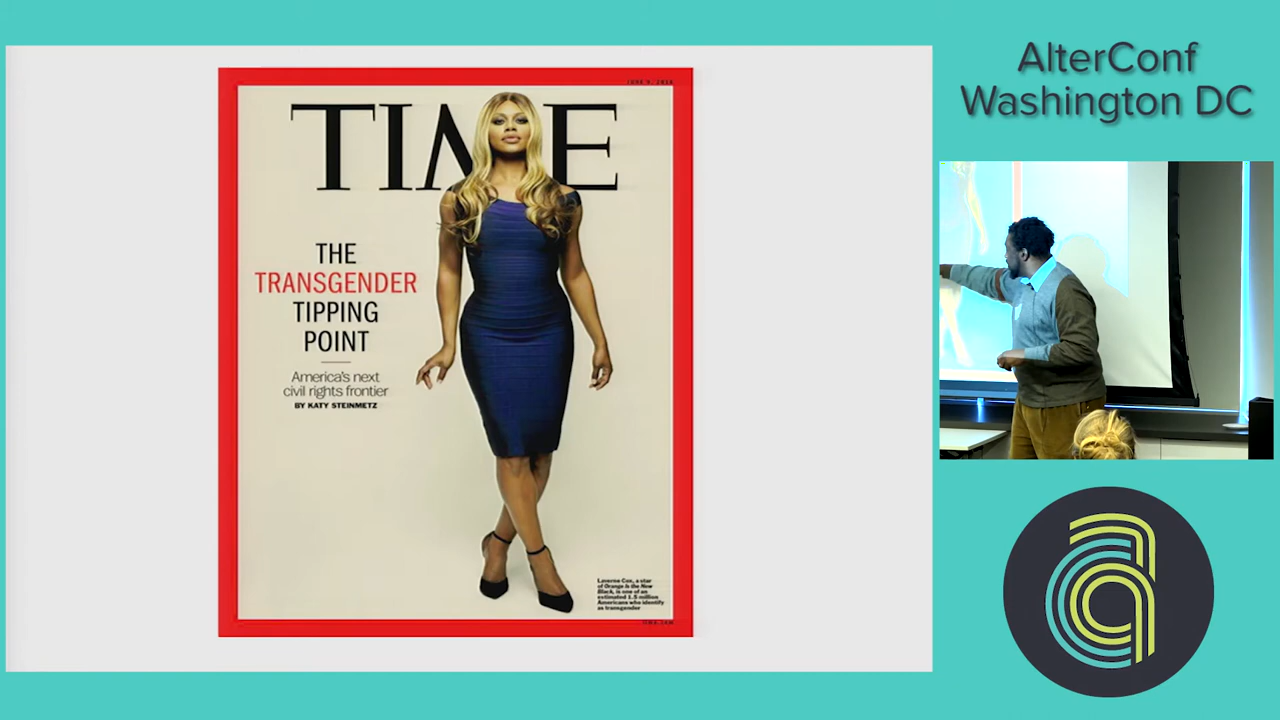 AlterConf
Washington DC
JUNE 9, 2014
TIME
THE
TRANSGENDER
TIPPING
POINT
America's next
civil rights frontier
BY KATY STEINMETZ
Laverne Cox, a star
of Orange Is the New
Black, is one of an
estimated 1.5 million
Americans who identify
as transgender
TIME.COM